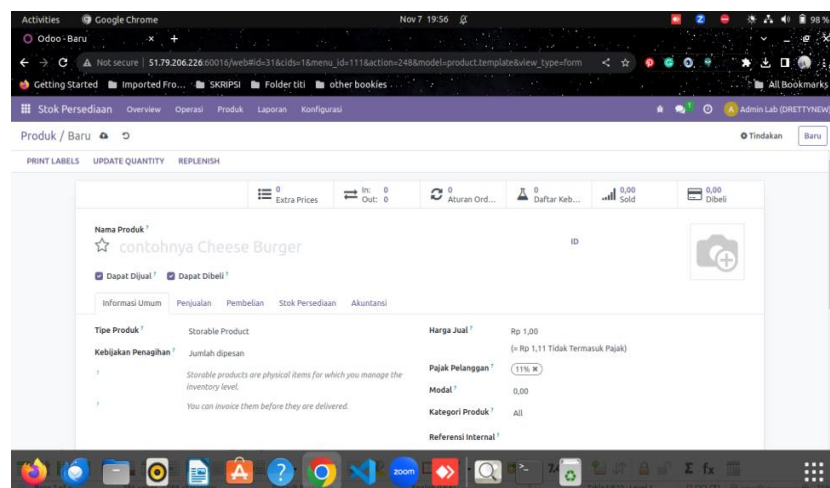 Activities Google Chrome Nov 7 19:56 98%
Odoo - Baru
Not secure 51.79.206.226:60016/web#id=31&cids=1&menu_id=111&action=248&model=product.template&view_type=form
Getting Started Imported Fro... SKRIPSI Folder titi other bookies All Bookmarks
Stok Persediaan Overview Operasi Produk Laporan Konfigurasi 1 A Admin Lab (DRETTYNEW)
Produk / Baru Tindakan Baru
PRINT LABELS UPDATE QUANTITY REPLENISH
0 In: 0 0 0 0,00 0,00
Extra Prices Out: 0 Aturan Ord... Daftar Keb... Sold Dibeli
Nama Produk ?
contohnya Cheese Burger ID
Dapat Dijual ? Dapat Dibeli ?
Informasi Umum Penjualan Pembelian Stok Persediaan Akuntansi
Tipe Produk ? Storable Product Harga Jual ? Rp 1,00
(= Rp 1,11 Tidak Termasuk Pajak)
Kebijakan Penagihan ? Jumlah dipesan
? Storable products are physical items for which you manage the Pajak Pelanggan ? 11%
inventory level. Modal ? 0,00
? You can invoice them before they are delivered. Kategori Produk ? All
Referensi Internal ?
zoom